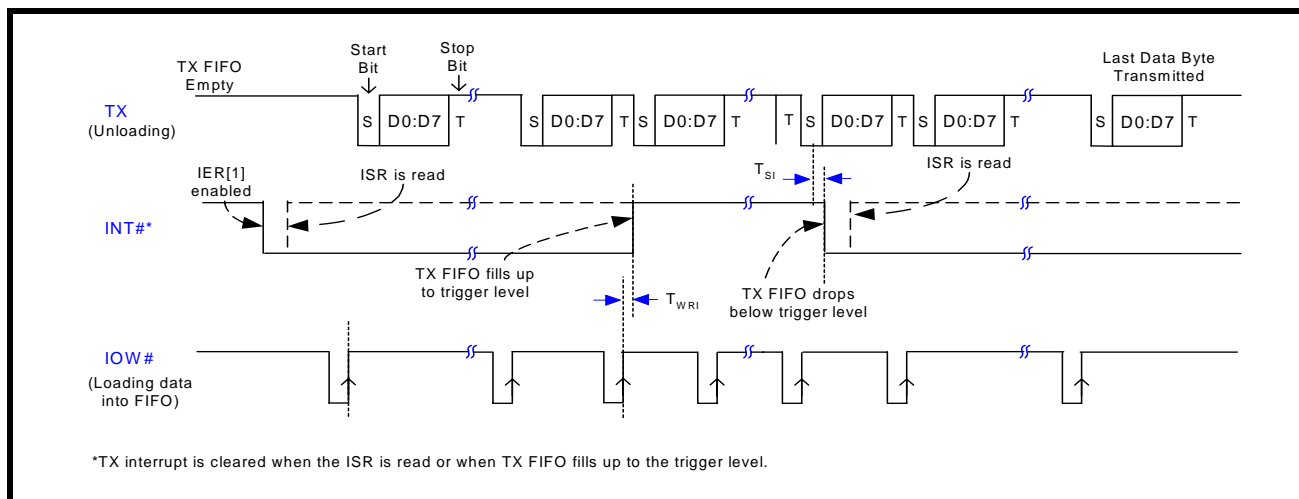 TX FIFO
Empty
Start
Bit
Stop
Bit
Last Data Byte
Transmitted
TX
(Unloading)
S D0:D7 T S D0:D7 T S D0:D7 T T S D0:D7 T S D0:D7 T S D0:D7 T
IER[1]
enabled
ISR is read
TSI
ISR is read
INT#*
TX FIFO fills up
to trigger level
TWRI
TX FIFO drops
below trigger level
IOW#
(Loading data
into FIFO)
*TX interrupt is cleared when the ISR is read or when TX FIFO fills up to the trigger level.